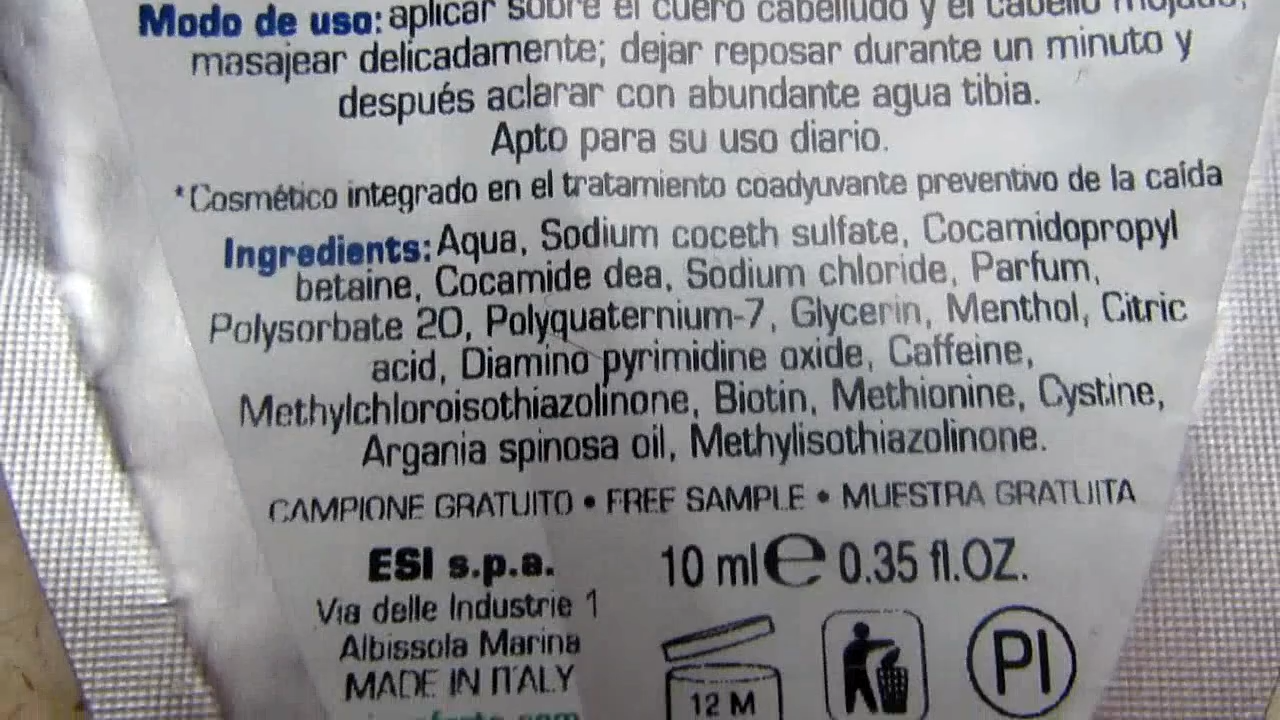 Modo de uso: aplicar sobre el cuero cabelludo y el cabello mojado,
masajear delicadamente; dejar reposar durante un minuto y
después aclarar con abundante agua tibia.
Apto para su uso diario.
*Cosmético integrado en el tratamiento coadyuvante preventivo de la caída
Ingredients: Aqua, Sodium coceth sulfate, Cocamidopropyl
betaine, Cocamide dea, Sodium chloride, Parfum,
Polysorbate 20, Polyquaternium-7, Glycerin, Menthol, Citric
acid, Diamino pyrimidine oxide, Caffeine,
Methylchloroisothiazolinone, Biotin, Methionine, Cystine,
Argania spinosa oil, Methylisothiazolinone.
CAMPIONE GRATUITO • FREE SAMPLE • MUESTRA GRATUITA
ESI s.p.a.
Via delle Industrie 1
Albissola Marina
MADE IN ITALY
10 ml e 0.35 fl.OZ.
12 M
PI